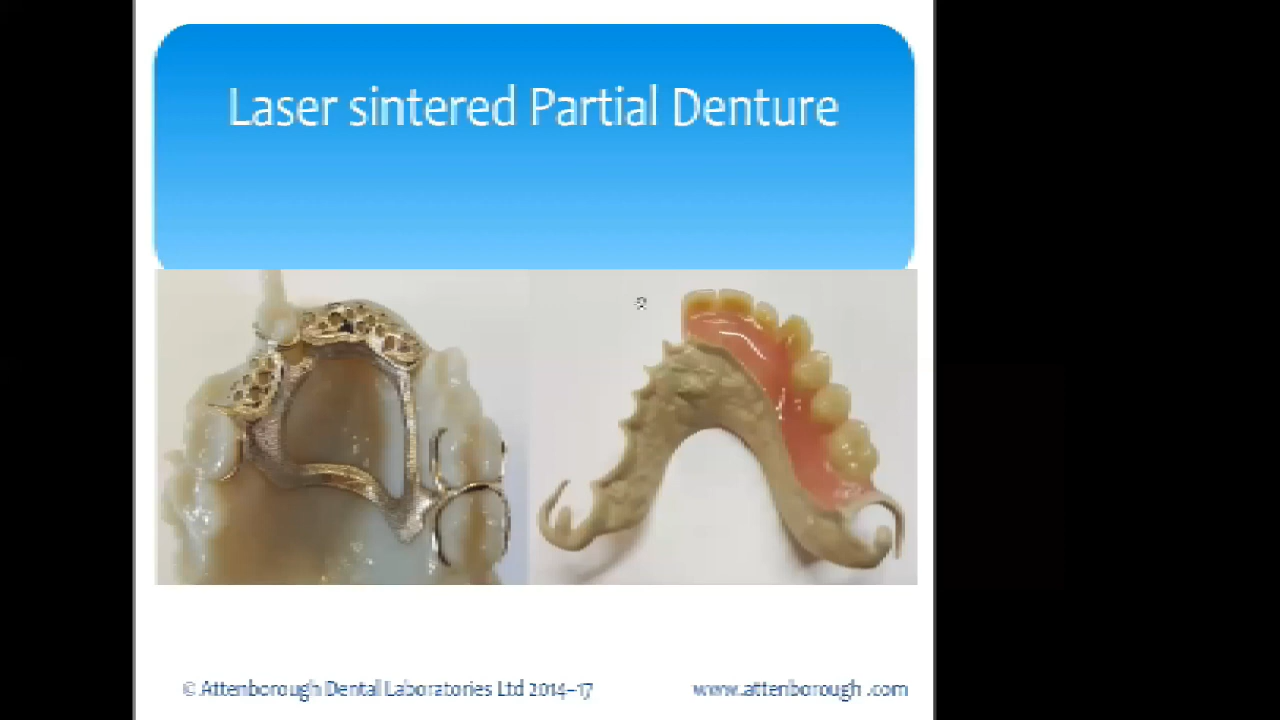 Laser sintered Partial Denture
© Attenborough Dental Laboratories Ltd 2014-17
www.attenborough .com